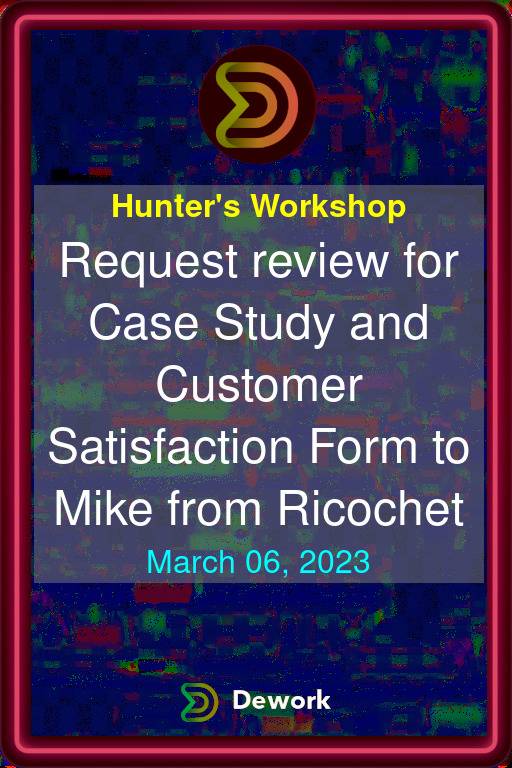 Hunter's Workshop
Request review for
Case Study and
Customer
Satisfaction Form to
Mike from Ricochet
March 06, 2023
Dework